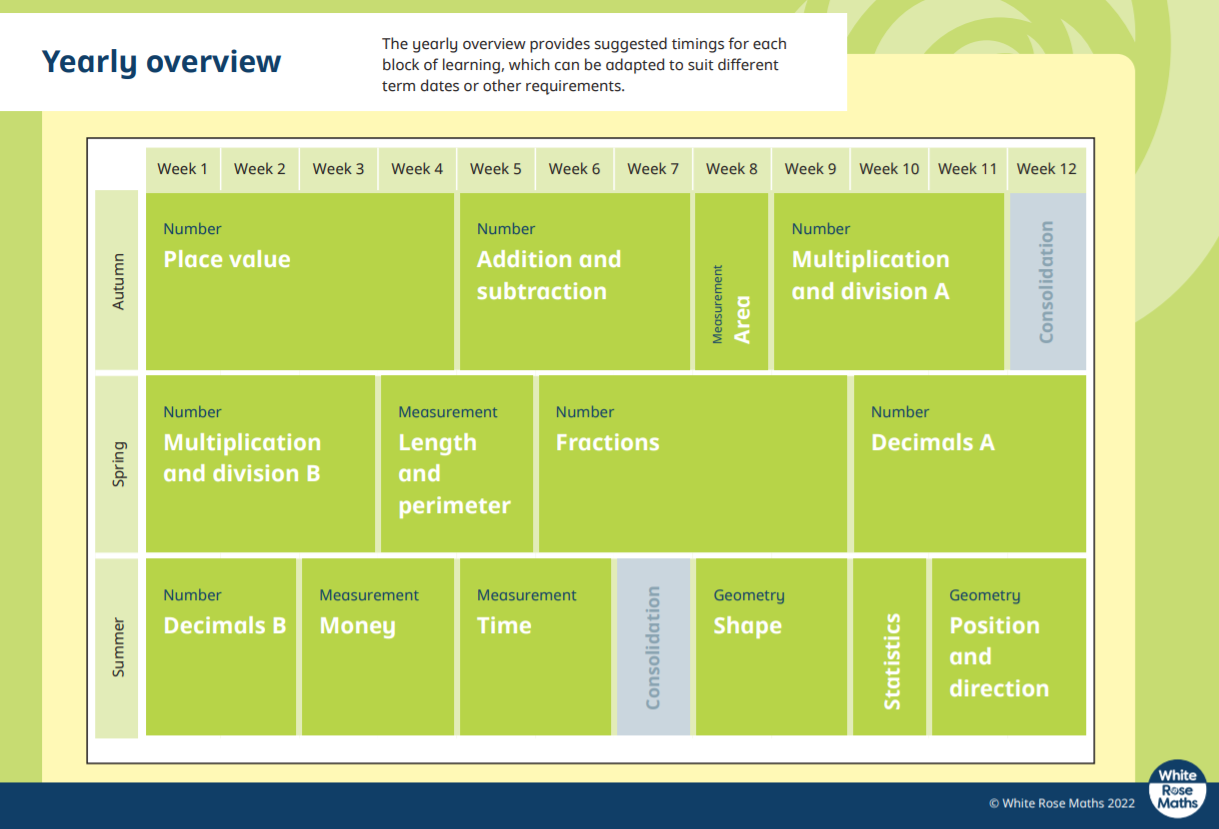 Yearly overview
The yearly overview provides suggested timings for each
block of learning, which can be adapted to suit different
term dates or other requirements.
Week 1 Week 2 Week 3 Week 4 Week 5 Week 6 Week 7 Week 8 Week 9 Week 10 Week 11 Week 12
Autumn
Number
Place value
Number
Addition and
subtraction
Measurement
Area
Number
Multiplication
and division A
Consolidation
Spring
Number
Multiplication
and division B
Measurement
Length
and
perimeter
Number
Fractions
Number
Decimals A
Summer
Number
Decimals B
Measurement
Money
Measurement
Time
Consolidation
Geometry
Shape
Statistics
Geometry
Position
and
direction
© White Rose Maths 2022
White
Rose
Maths